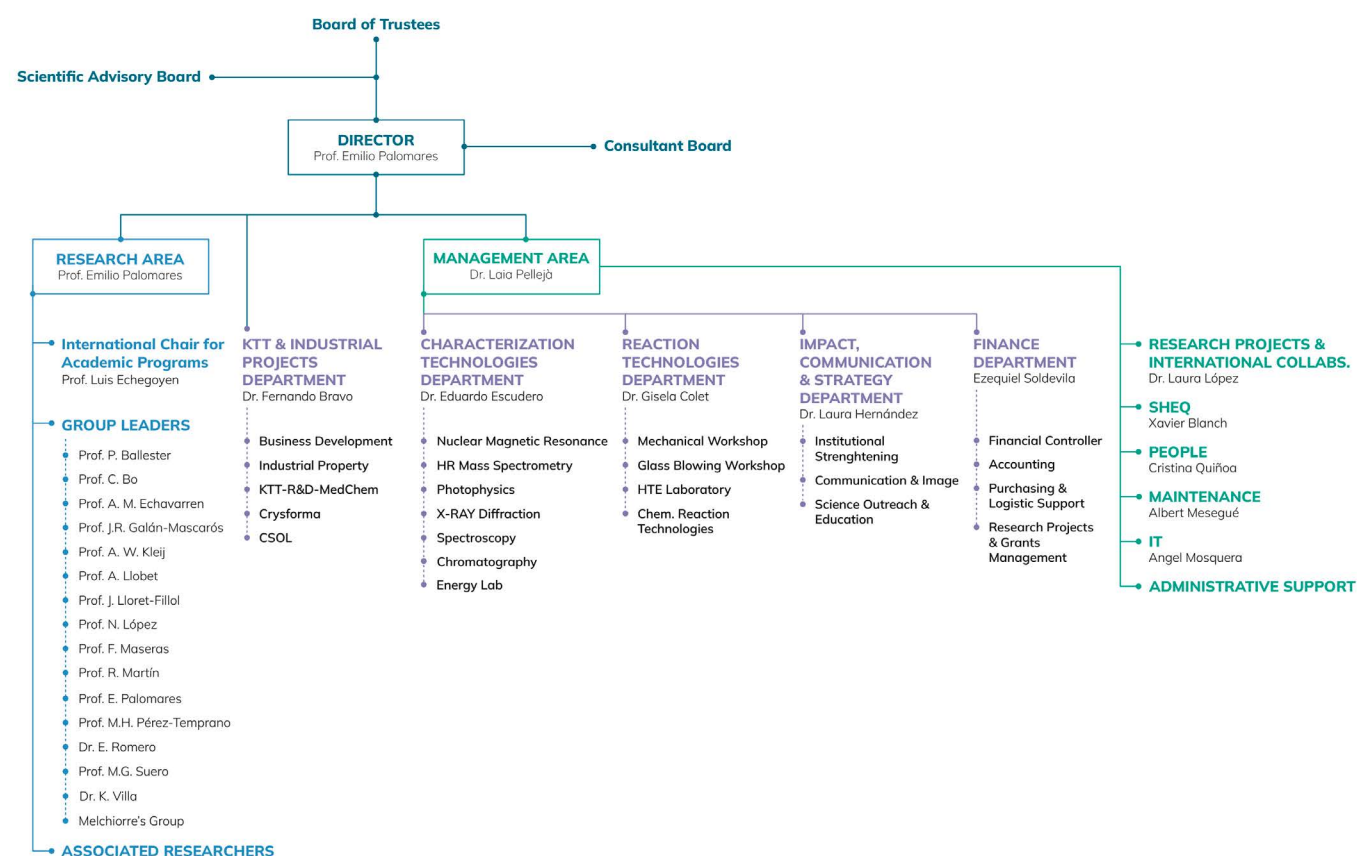 Board of Trustees
Scientific Advisory Board
DIRECTOR
Prof. Emilio Palomares
Consultant Board
RESEARCH AREA
Prof. Emilio Palomares
MANAGEMENT AREA
Dr. Laia Pellejà
International Chair for
Academic Programs
Prof. Luis Echegoyen
GROUP LEADERS
Prof. P. Ballester
Prof. C. Bo
Prof. A. M. Echavarren
Prof. J.R. Galán-Mascarós
Prof. A. W. Kleij
Prof. A. Llobet
Prof. J. Lloret-Fillol
Prof. N. López
Prof. F. Maseras
Prof. R. Martín
Prof. E. Palomares
Prof. M.H. Pérez-Temprano
Dr. E. Romero
Prof. M.G. Suero
Dr. K. Villa
Melchiorre's Group
ASSOCIATED RESEARCHERS
KTT & INDUSTRIAL
PROJECTS
DEPARTMENT
Dr. Fernando Bravo
Business Development
Industrial Property
KTT-R&D-MedChem
Crysforma
CSOL
CHARACTERIZATION
TECHNOLOGIES
DEPARTMENT
Dr. Eduardo Escudero
Nuclear Magnetic Resonance
HR Mass Spectrometry
Photophysics
X-RAY Diffraction
Spectroscopy
Chromatography
Energy Lab
REACTION
TECHNOLOGIES
DEPARTMENT
Dr. Gisela Colet
Mechanical Workshop
Glass Blowing Workshop
HTE Laboratory
Chem. Reaction
Technologies
IMPACT,
COMMUNICATION
& STRATEGY
DEPARTMENT
Dr. Laura Hernández
Institutional
Strenghtening
Communication & Image
Science Outreach &
Education
FINANCE
DEPARTMENT
Ezequiel Soldevila
Financial Controller
Accounting
Purchasing &
Logistic Support
Research Projects
& Grants
Management
RESEARCH PROJECTS &
INTERNATIONAL COLLABS.
Dr. Laura López
SHEQ
Xavier Blanch
PEOPLE
Cristina Quiñoa
MAINTENANCE
Albert Mesegué
IT
Angel Mosquera
ADMINISTRATIVE SUPPORT